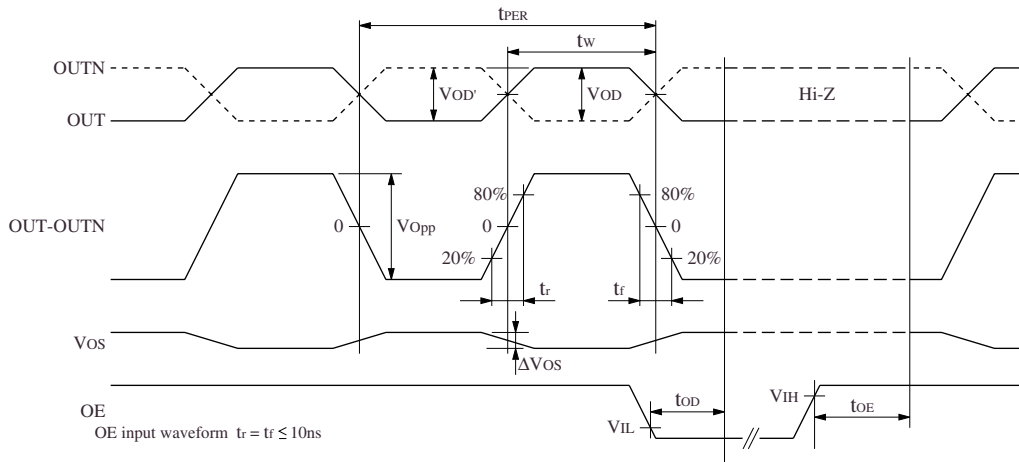 tPER
tW
OUTN
VOD'
VOD
Hi-Z
OUT
80%
80%
OUT-OUTN
0
VOpp
0
0
20%
20%
tr
tf
VOS
ΔVOS
OE
tOD
VIH
tOE
VIL
OE input waveform tr = tf ≤ 10ns